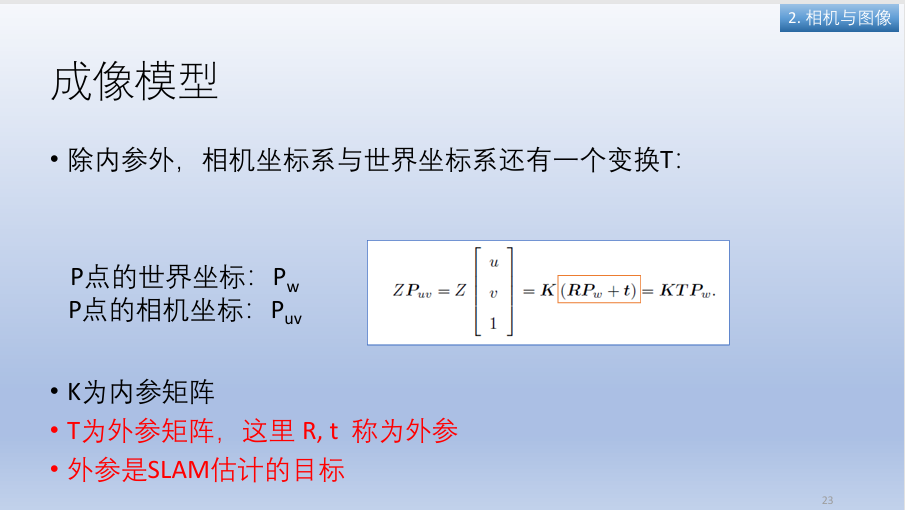 2. 相机与图像
成像模型
• 除内参外，相机坐标系与世界坐标系还有一个变换T：
P点的世界坐标：Pw
P点的相机坐标：Puv
ZPuv = Z [u v 1] = K (RPw + t) = KTPw.
• K为内参矩阵
• T为外参矩阵，这里 R, t 称为外参
• 外参是SLAM估计的目标
23